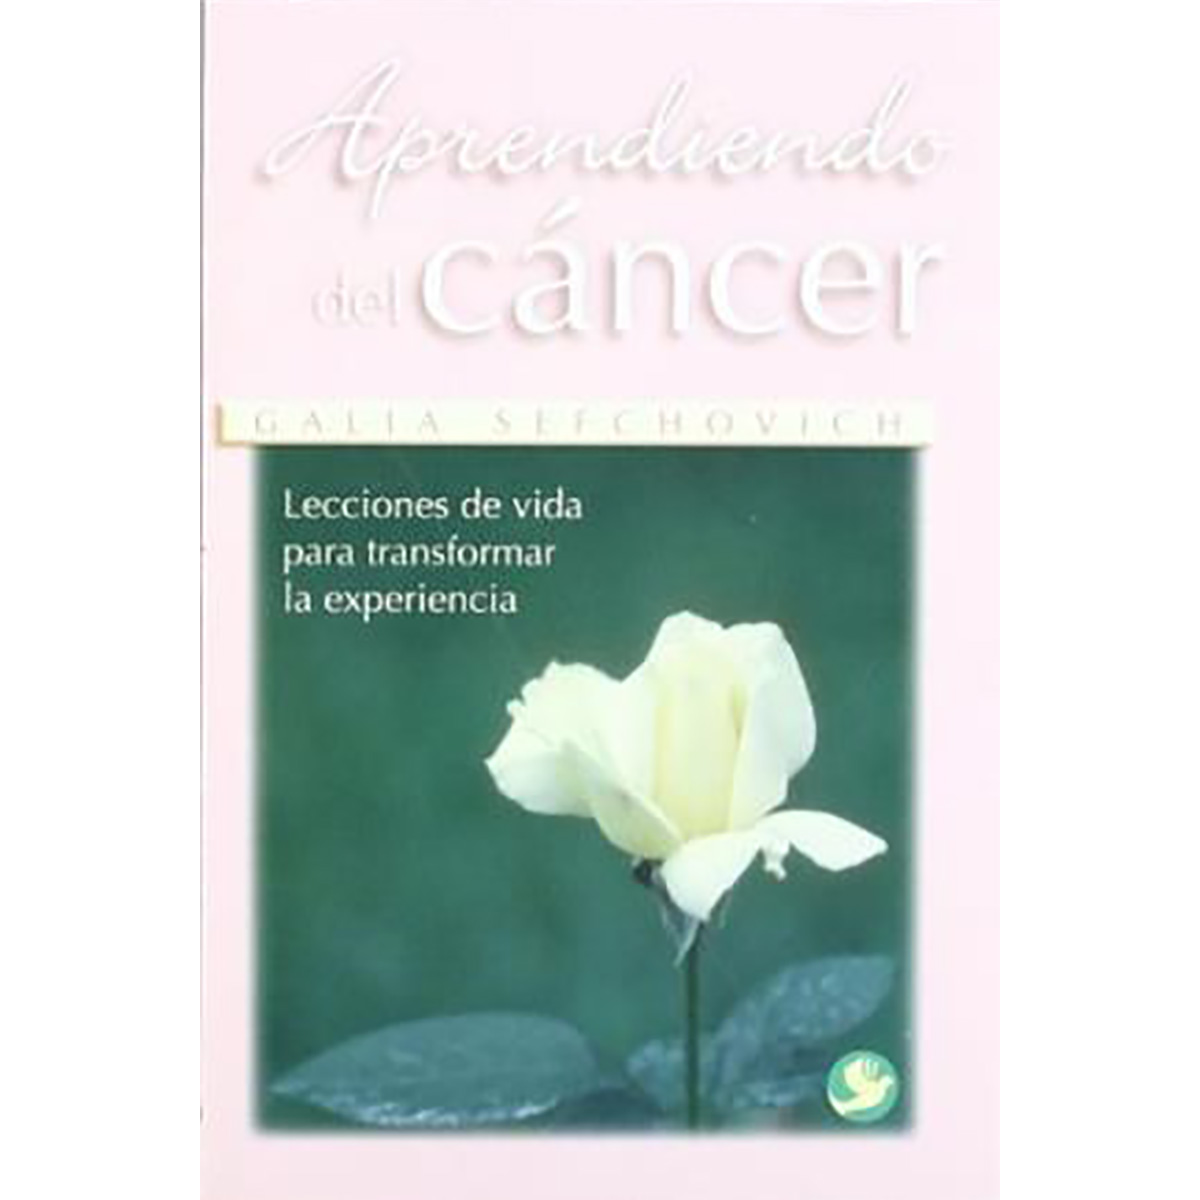 Aprendiendo
del cáncer
GALIA SEFCHOVICH
Lecciones de vida
para transformar
la experiencia